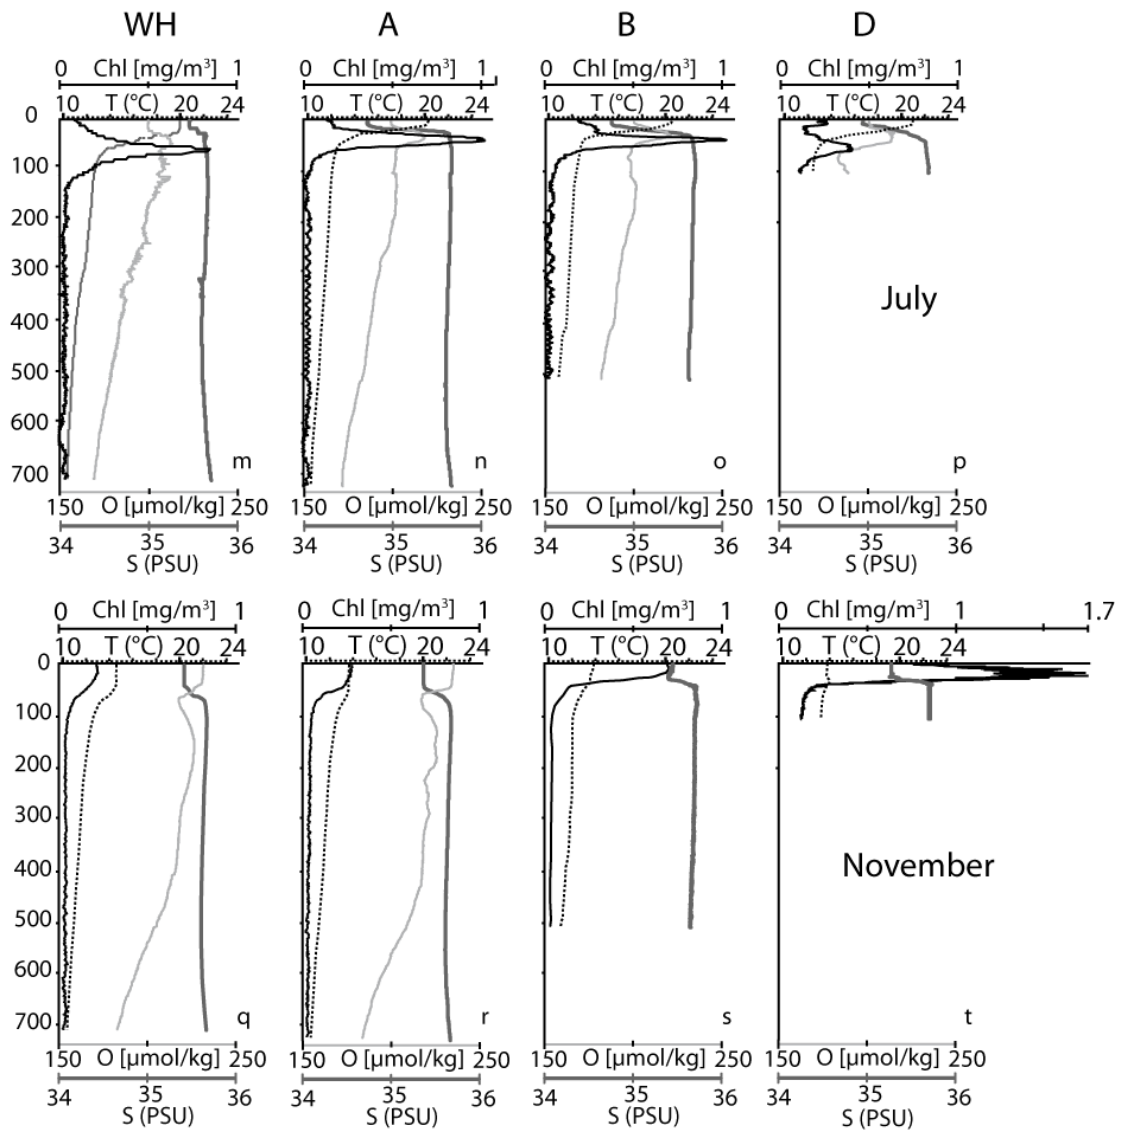 WH A B D
0 Chl [mg/m³] 1 0 Chl [mg/m³] 1 0 Chl [mg/m³] 1 0 Chl [mg/m³] 1
10 T (°C) 20 24 10 T (°C) 20 24 10 T (°C) 20 24 10 T (°C) 20 24
0
100
200
300
July
400
500
600
700
m n o p
150 O [µmol/kg] 250 150 O [µmol/kg] 250 150 O [µmol/kg] 250 150 O [µmol/kg] 250
34 35 36 34 35 36 34 35 36 34 35 36
S (PSU) S (PSU) S (PSU) S (PSU)
0 Chl [mg/m³] 1 0 Chl [mg/m³] 1 0 Chl [mg/m³] 1 0 Chl [mg/m³] 1 1.7
10 T (°C) 20 24 10 T (°C) 20 24 10 T (°C) 20 24 10 T (°C) 20 24
0
100
200
300
400
November
500
600
700
q r s t
150 O [µmol/kg] 250 150 O [µmol/kg] 250 150 O [µmol/kg] 250 150 O [µmol/kg] 250
34 35 36 34 35 36 34 35 36 34 35 36
S (PSU) S (PSU) S (PSU) S (PSU)